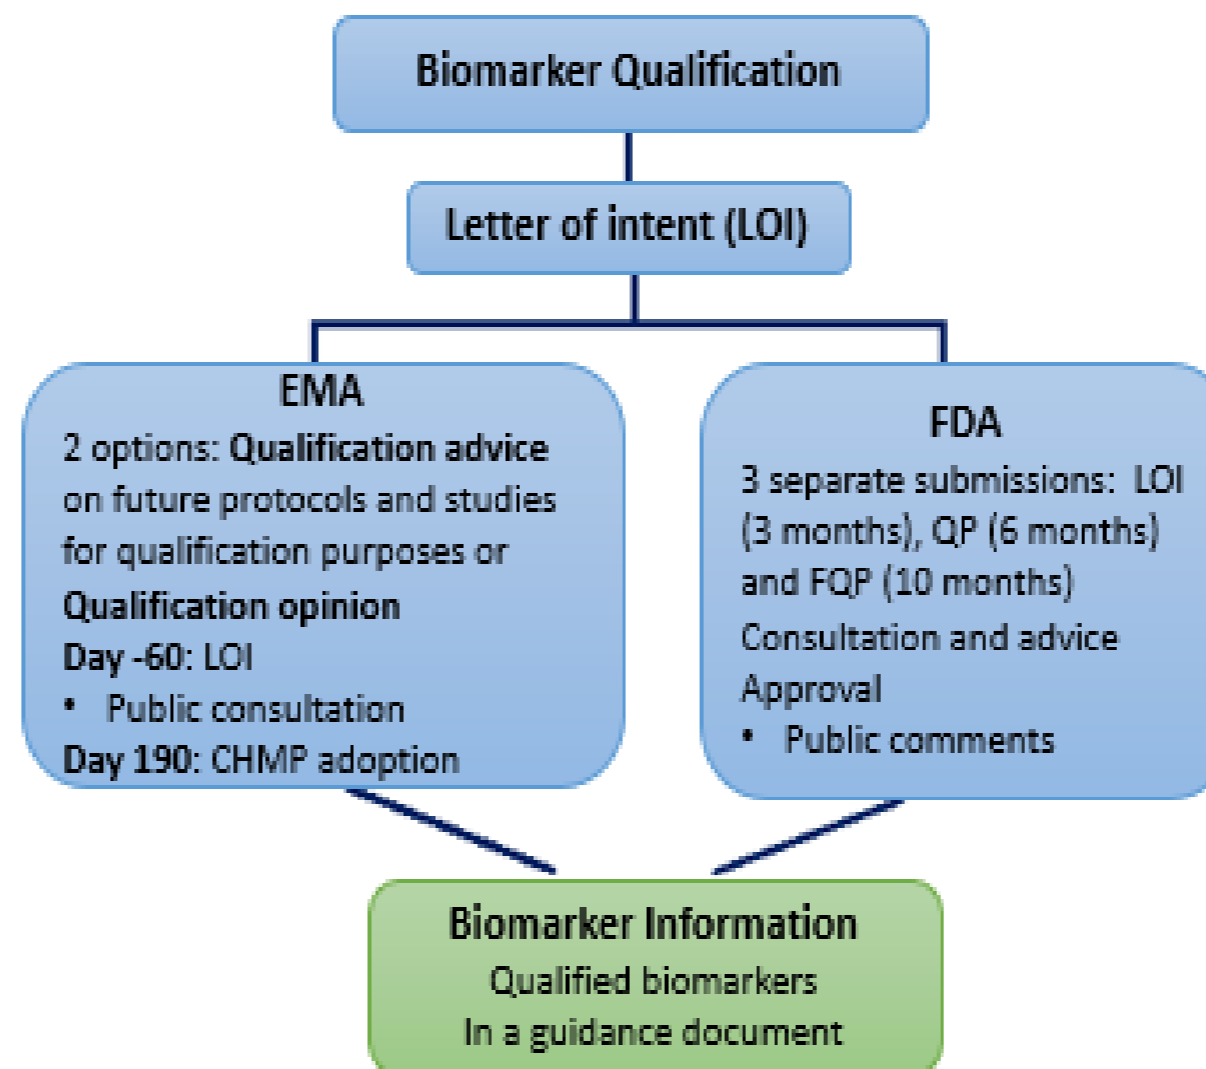 Biomarker Qualification
Letter of intent (LOI)
EMA
2 options: Qualification advice
on future protocols and studies
for qualification purposes or
Qualification opinion
Day -60: LOI
• Public consultation
Day 190: CHMP adoption
FDA
3 separate submissions: LOI
(3 months), QP (6 months)
and FQP (10 months)
Consultation and advice
Approval
• Public comments
Biomarker Information
Qualified biomarkers
In a guidance document